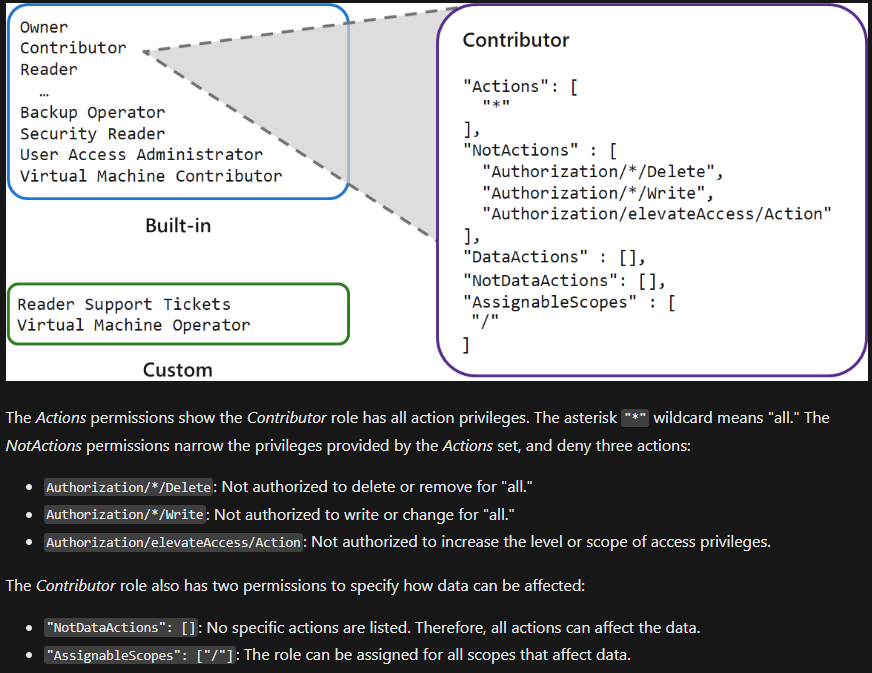 Owner
Contributor
Reader
…
Backup Operator
Security Reader
User Access Administrator
Virtual Machine Contributor
Built-in
Reader Support Tickets
Virtual Machine Operator
Custom
Contributor
"Actions": [
"*"
],
"NotActions" : [
"Authorization/*/Delete",
"Authorization/*/Write",
"Authorization/elevateAccess/Action"
],
"DataActions" : [],
"NotDataActions": [],
"AssignableScopes" : [
"/"
]
The Actions permissions show the Contributor role has all action privileges. The asterisk "*" wildcard means "all." The
NotActions permissions narrow the privileges provided by the Actions set, and deny three actions:
• Authorization/*/Delete: Not authorized to delete or remove for "all."
• Authorization/*/Write: Not authorized to write or change for "all."
• Authorization/elevateAccess/Action: Not authorized to increase the level or scope of access privileges.
The Contributor role also has two permissions to specify how data can be affected:
• "NotDataActions": []: No specific actions are listed. Therefore, all actions can affect the data.
• "AssignableScopes": ["/"]: The role can be assigned for all scopes that affect data.